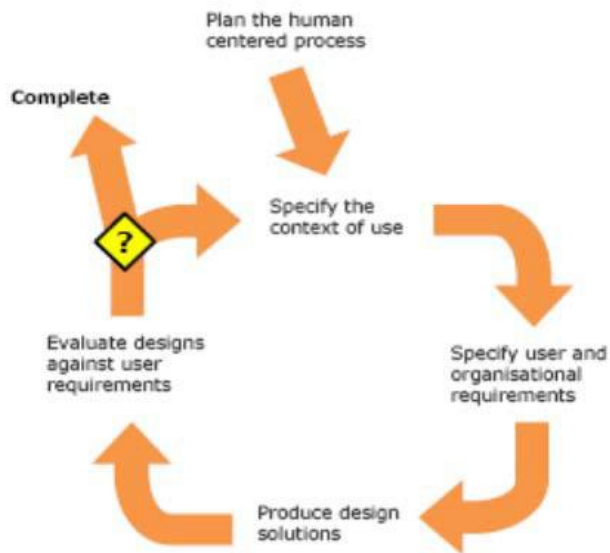 Plan the human
centered process
Complete
Specify the
context of use
?
Evaluate designs
against user
requirements
Specify user and
organisational
requirements
Produce design
solutions